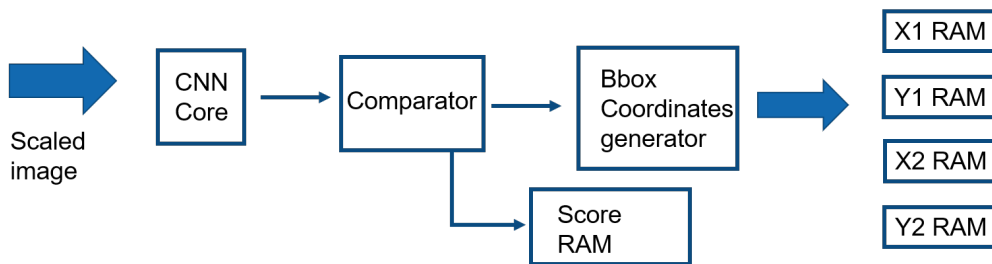 Scaled
image
CNN
Core
Comparator
Score
RAM
Bbox
Coordinates
generator
X1 RAM
Y1 RAM
X2 RAM
Y2 RAM